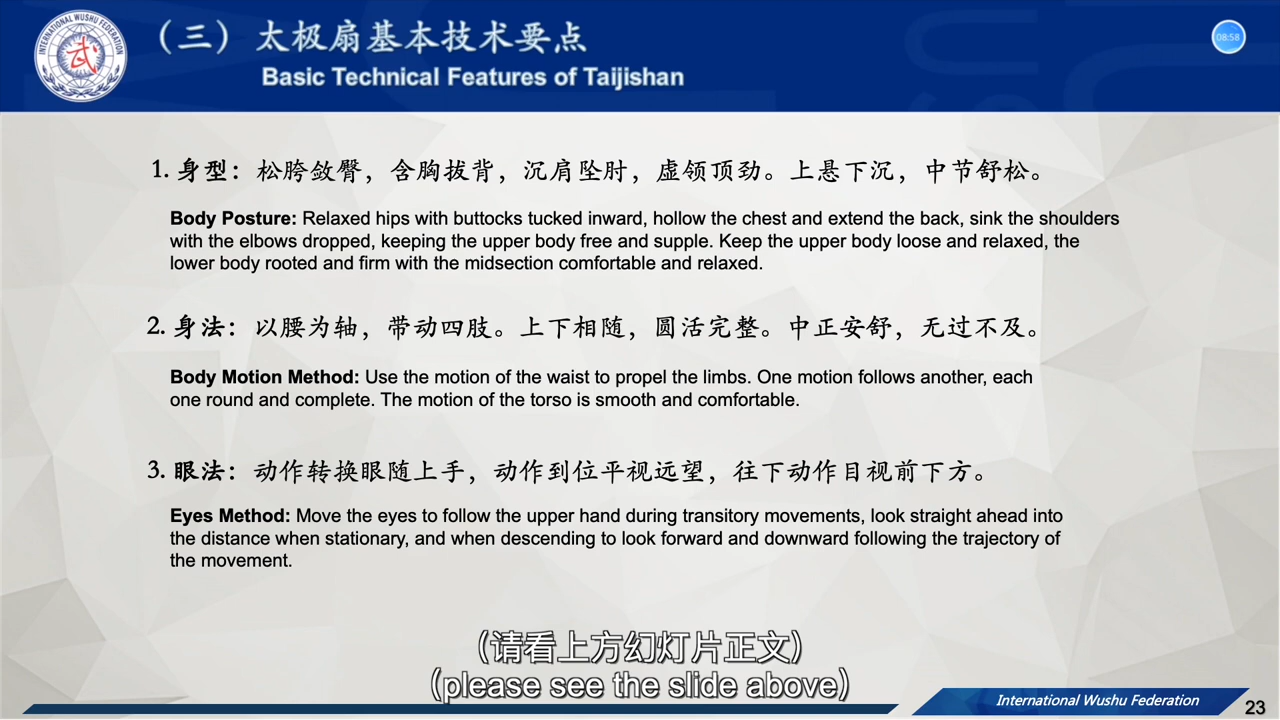 INTERNATIONAL WUSHU FEDERATION
武
（三）太极扇基本技术要点
Basic Technical Features of Taijishan
08:58
1. 身型：松胯敛臀，含胸拔背，沉肩坠肘，虚领顶劲。上悬下沉，中节舒松。
Body Posture: Relaxed hips with buttocks tucked inward, hollow the chest and extend the back, sink the shoulders
with the elbows dropped, keeping the upper body free and supple. Keep the upper body loose and relaxed, the
lower body rooted and firm with the midsection comfortable and relaxed.
2. 身法：以腰为轴，带动四肢。上下相随，圆活完整。中正安舒，无过不及。
Body Motion Method: Use the motion of the waist to propel the limbs. One motion follows another, each
one round and complete. The motion of the torso is smooth and comfortable.
3. 眼法：动作转换眼随上手，动作到位平视远望，往下动作目视前下方。
Eyes Method: Move the eyes to follow the upper hand during transitory movements, look straight ahead into
the distance when stationary, and when descending to look forward and downward following the trajectory of
the movement.
（请看上方幻灯片正文）
(please see the slide above)
International Wushu Federation
23